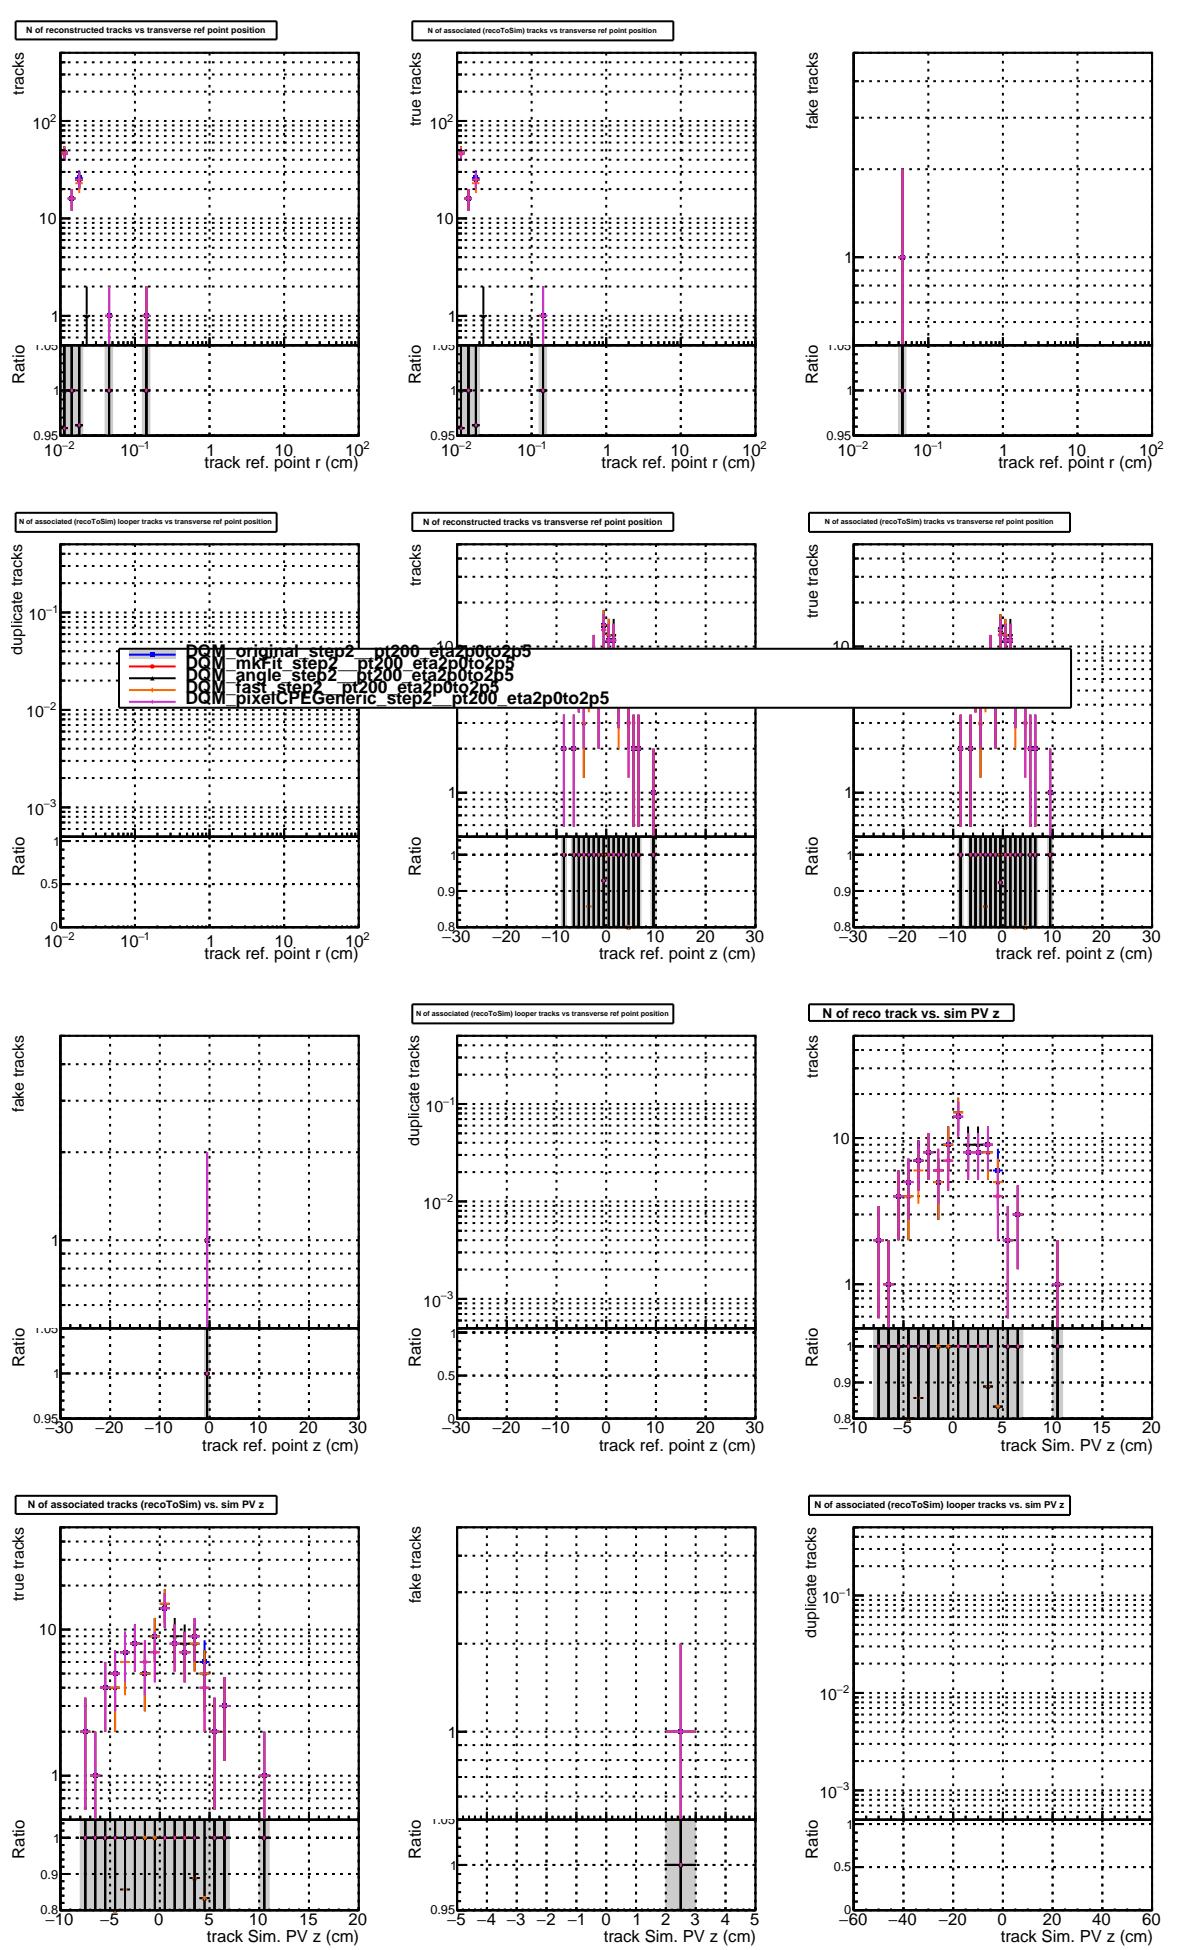 N of reconstructed tracks vs transverse ref point position
N of associated (recoToSim) tracks vs transverse ref point position
tracks
10²
10
1
1.05
Ratio
1
0.95
10⁻² 10⁻¹ 1 10 10²
track ref. point r (cm)
true tracks
10²
10
1
1.05
Ratio
1
0.95
10⁻² 10⁻¹ 1 10 10²
track ref. point r (cm)
fake tracks
1
1.05
Ratio
1
0.95
10⁻² 10⁻¹ 1 10 10²
track ref. point r (cm)
N of associated (recoToSim) looper tracks vs transverse ref point position
N of reconstructed tracks vs transverse ref point position
N of associated (recoToSim) tracks vs transverse ref point position
duplicate tracks
10⁻¹
10⁻²
10⁻³
Ratio
1
0.5
0
10⁻² 10⁻¹ 1 10 10²
track ref. point r (cm)
tracks
10
1
Ratio
1
0.9
0.8
−30 −20 −10 0 10 20 30
track ref. point z (cm)
true tracks
10
1
Ratio
1
0.9
0.8
−30 −20 −10 0 10 20 30
track ref. point z (cm)
DQM_original_step2__pt200_eta2p0to2p5
DQM_mkFit_step2__pt200_eta2p0to2p5
DQM_angle_step2__pt200_eta2p0to2p5
DQM_fast_step2__pt200_eta2p0to2p5
DQM_pixelCPEGeneric_step2__pt200_eta2p0to2p5
N of associated (recoToSim) looper tracks vs transverse ref point position
N of reco track vs. sim PV z
fake tracks
1
1.05
Ratio
1
0.95
−30 −20 −10 0 10 20 30
track ref. point z (cm)
duplicate tracks
10⁻¹
10⁻²
10⁻³
Ratio
1
0.5
0
−30 −20 −10 0 10 20 30
track ref. point z (cm)
tracks
10
1
Ratio
1
0.9
0.8
−10 −5 0 5 10 15 20
track Sim. PV z (cm)
N of associated tracks (recoToSim) vs. sim PV z
N of associated (recoToSim) looper tracks vs. sim PV z
true tracks
10
1
Ratio
1
0.9
0.8
−10 −5 0 5 10 15 20
track Sim. PV z (cm)
fake tracks
1
1.05
Ratio
1
0.95
−5 −4 −3 −2 −1 0 1 2 3 4 5
track Sim. PV z (cm)
duplicate tracks
10⁻¹
10⁻²
10⁻³
Ratio
1
0.5
0
−60 −40 −20 0 20 40 60
track Sim. PV z (cm)